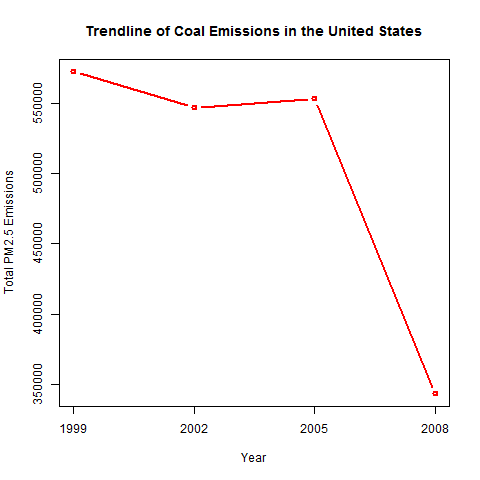 Trendline of Coal Emissions in the United States
Total PM2.5 Emissions
550000
500000
450000
400000
350000
1999 2002 2005 2008
Year